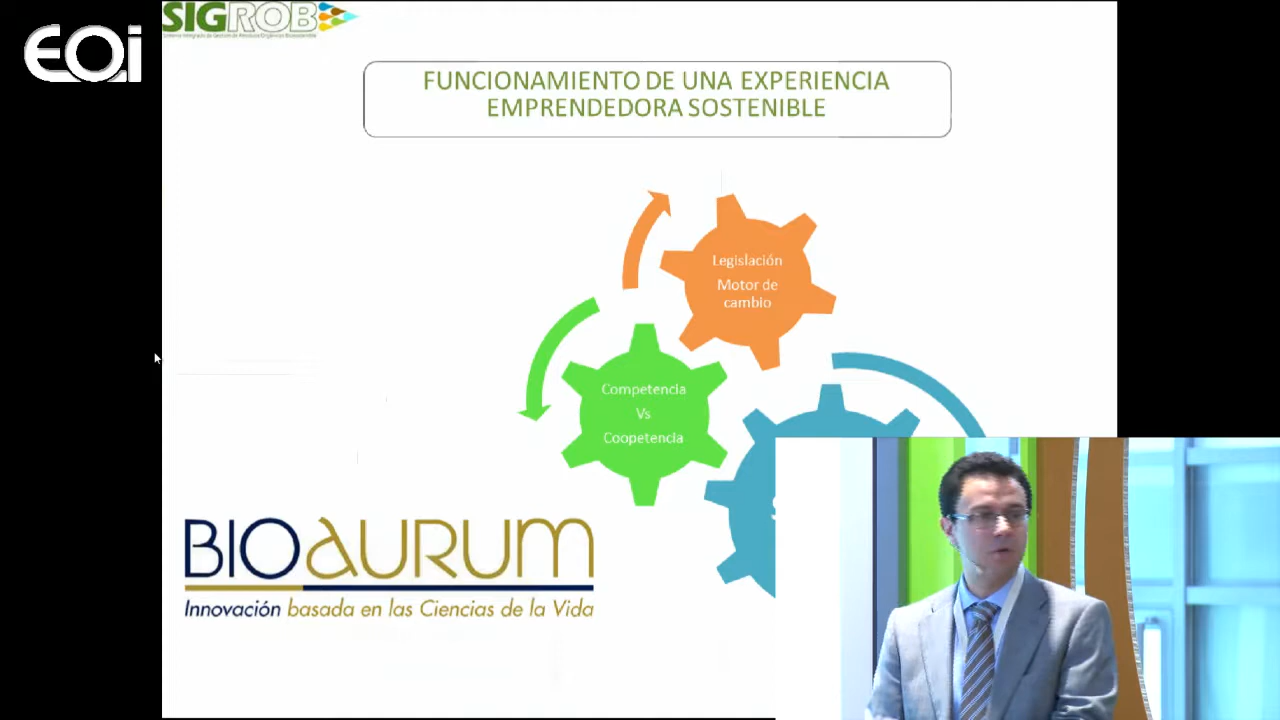 EOi
SIGROB
FUNCIONAMIENTO DE UNA EXPERIENCIA
EMPRENDEDORA SOSTENIBLE
Legislación
Motor de
cambio
Competencia
Vs
Coopetencia
BIOAURUM
Innovación basada en las Ciencias de la Vida